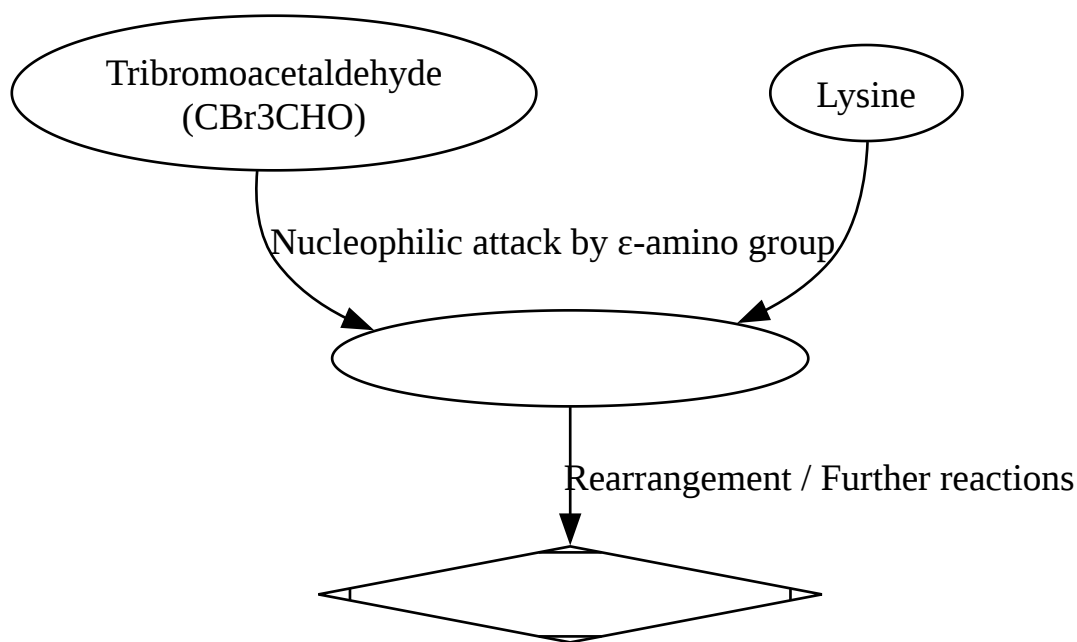 Tribromoacetaldehyde
(CBr3CHO)
Lysine
Nucleophilic attack by ε-amino group
Rearrangement / Further reactions